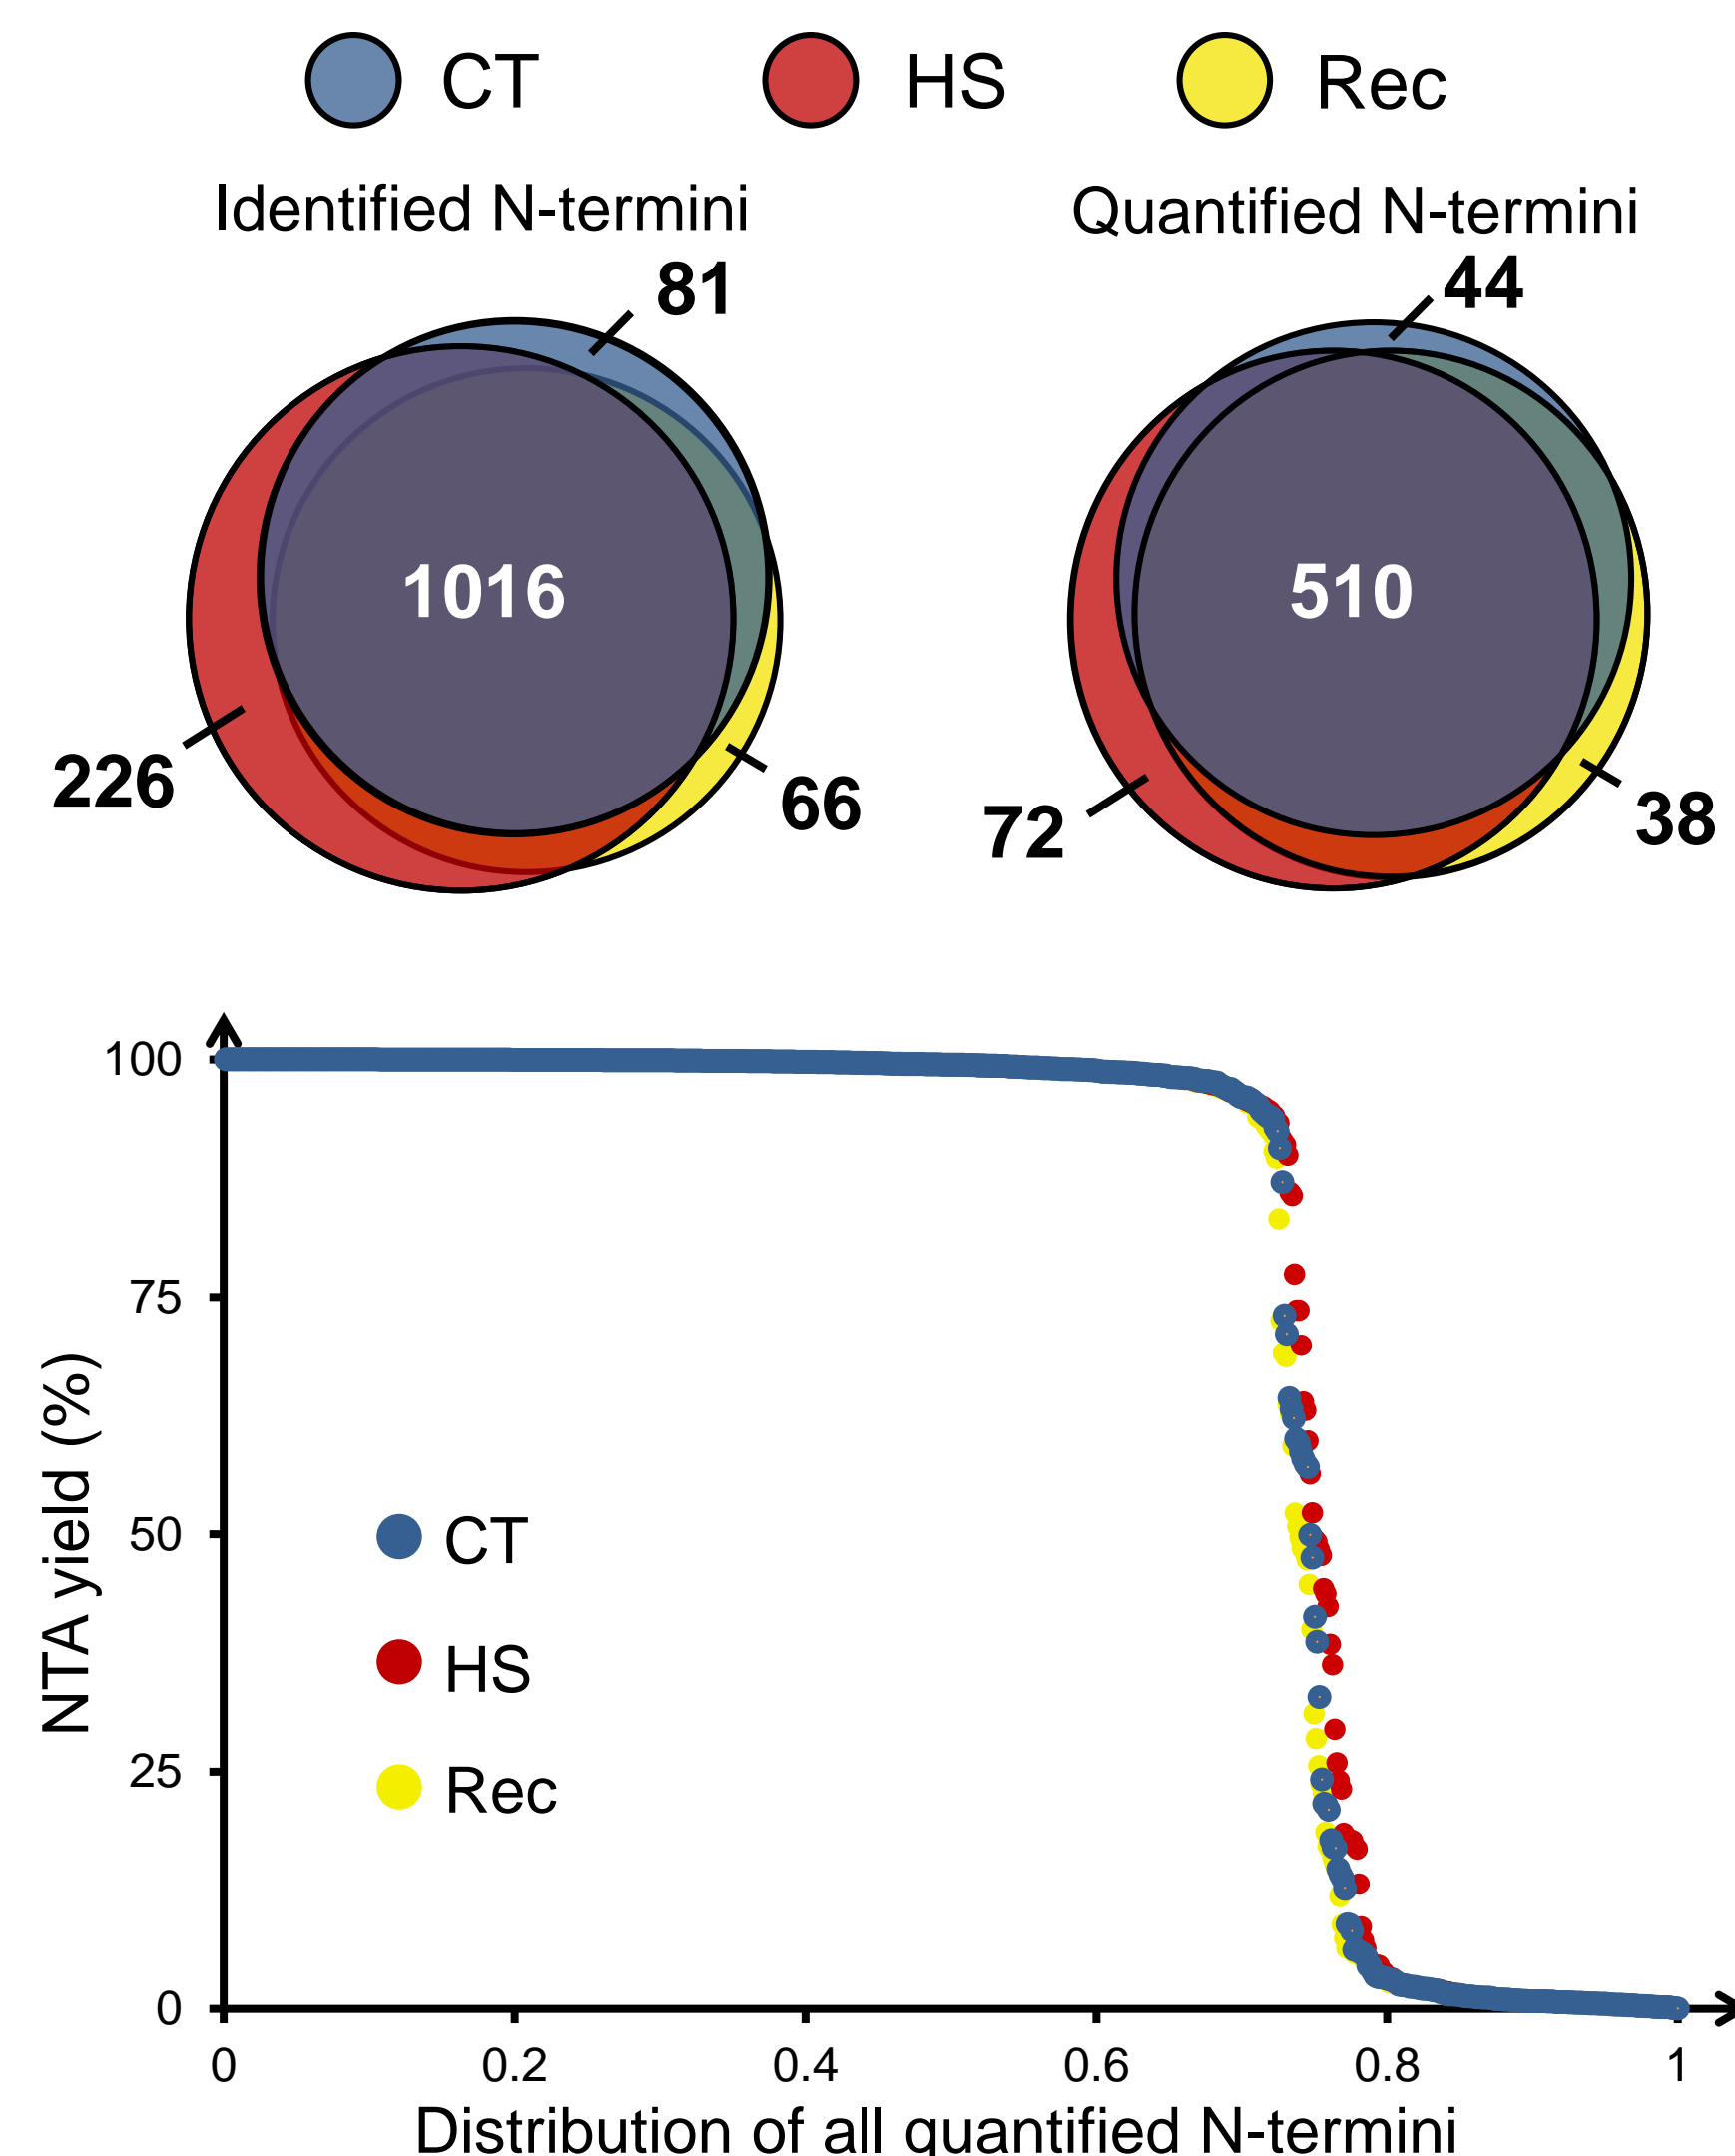 CT HS Rec
Identified N-termini Quantified N-termini
81 44
1016 510
226 66 72 38
100
75
50
25
0
NTA yield (%)
CT
HS
Rec
0 0.2 0.4 0.6 0.8 1
Distribution of all quantified N-termini